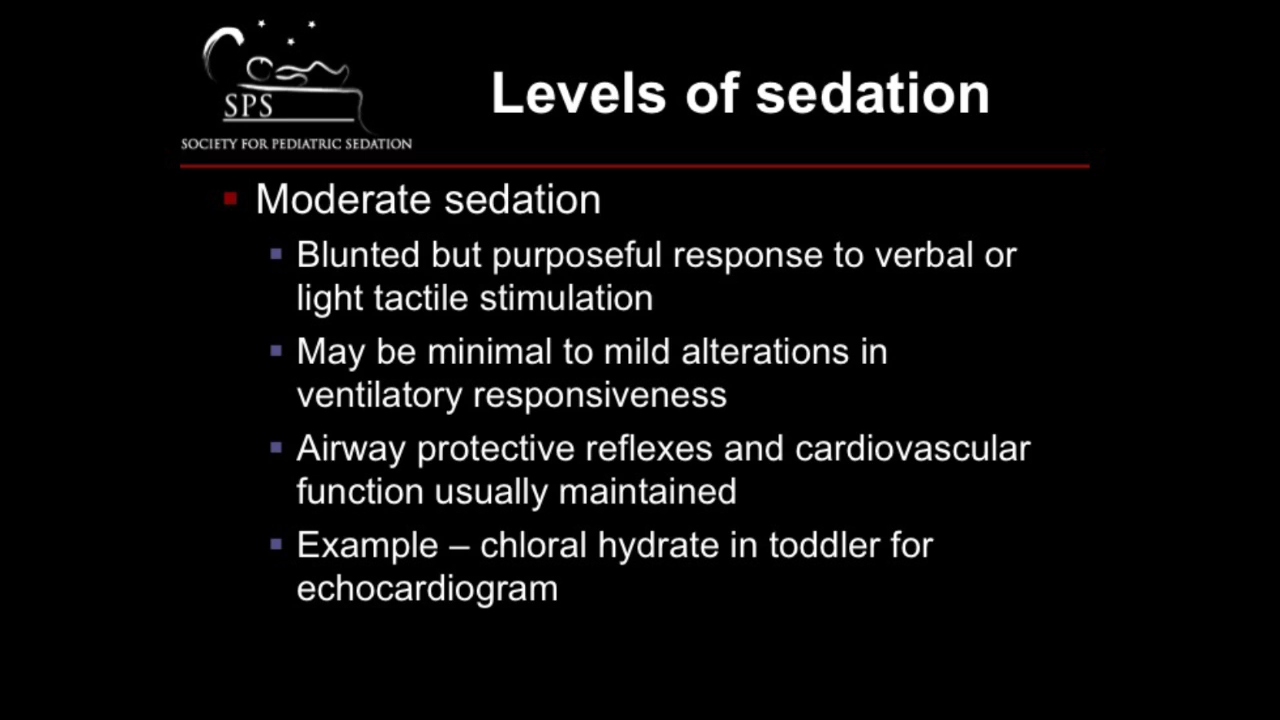 SPS
SOCIETY FOR PEDIATRIC SEDATION
Levels of sedation
Moderate sedation
Blunted but purposeful response to verbal or
light tactile stimulation
May be minimal to mild alterations in
ventilatory responsiveness
Airway protective reflexes and cardiovascular
function usually maintained
Example – chloral hydrate in toddler for
echocardiogram